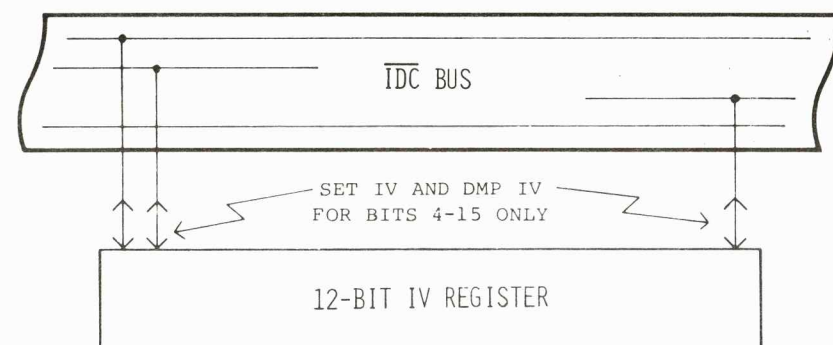 IDC BUS
SET IV AND DMP IV
FOR BITS 4-15 ONLY
12-BIT IV REGISTER